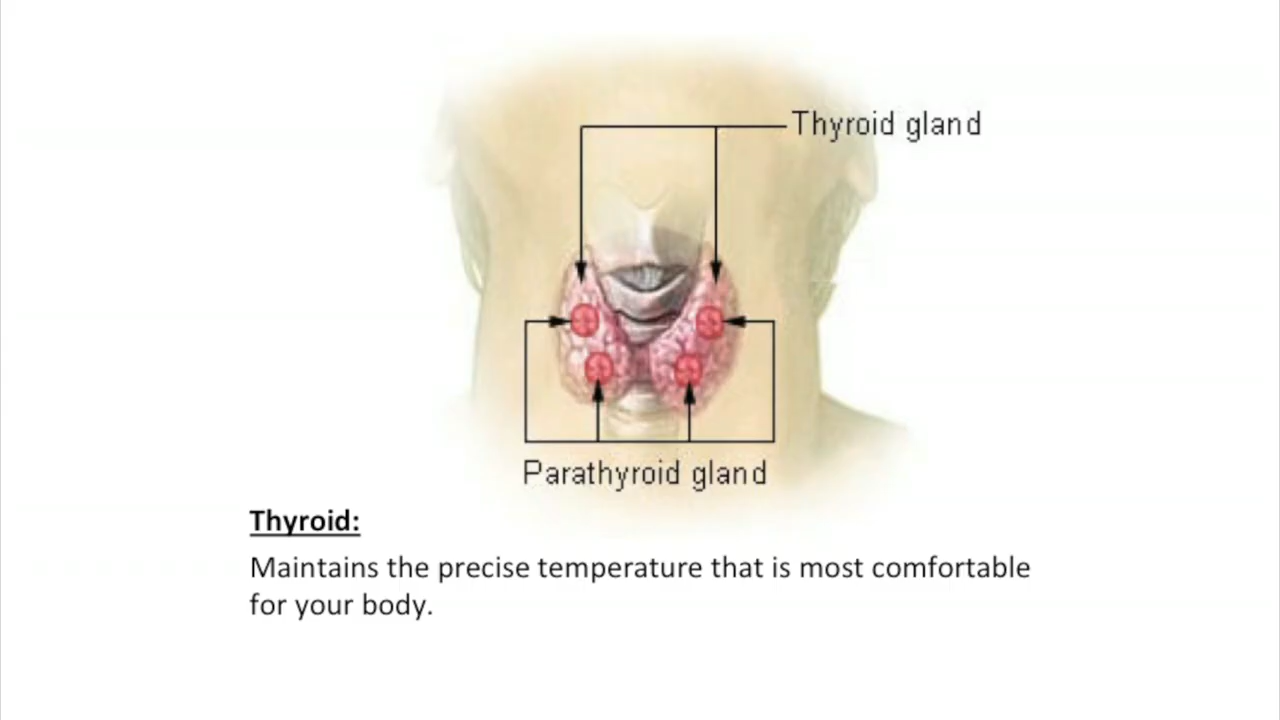 Thyroid gland
Parathyroid gland
Thyroid:
Maintains the precise temperature that is most comfortable
for your body.